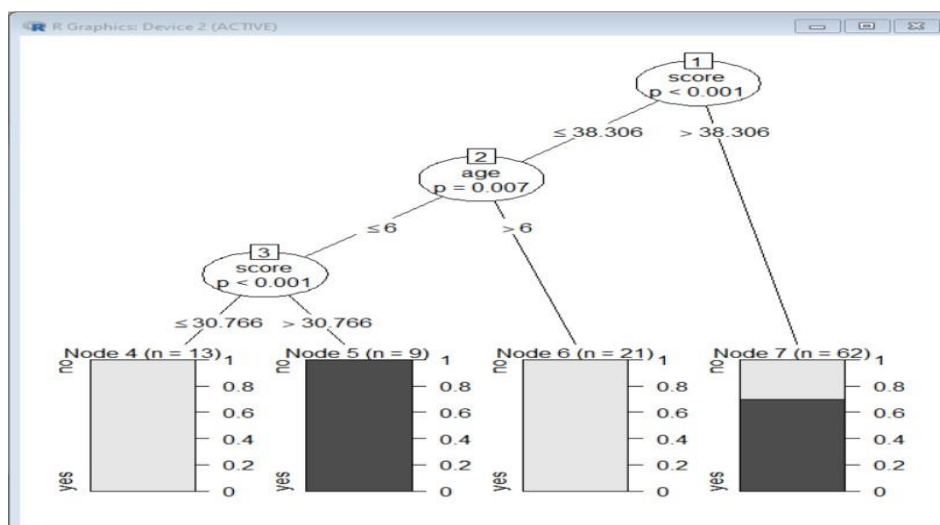 R Graphics: Device 2 (ACTIVE)
1
score
p < 0.001
≤ 38.306
> 38.306
2
age
p = 0.007
≤ 6
> 6
3
score
p < 0.001
≤ 30.766
> 30.766
Node 4 (n = 13)
no
yes
1
0.8
0.6
0.4
0.2
0
Node 5 (n = 9)
no
yes
1
0.8
0.6
0.4
0.2
0
Node 6 (n = 21)
no
yes
1
0.8
0.6
0.4
0.2
0
Node 7 (n = 62)
no
yes
1
0.8
0.6
0.4
0.2
0